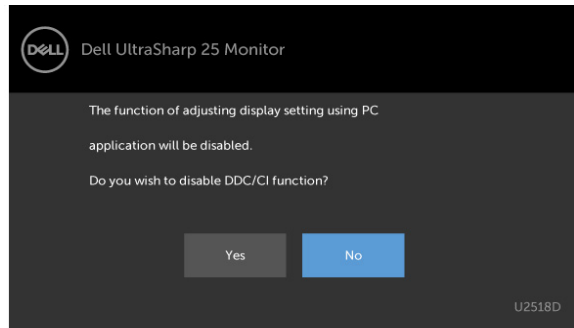 DELL
Dell UltraSharp 25 Monitor
The function of adjusting display setting using PC
application will be disabled.
Do you wish to disable DDC/CI function?
Yes
No
U2518D